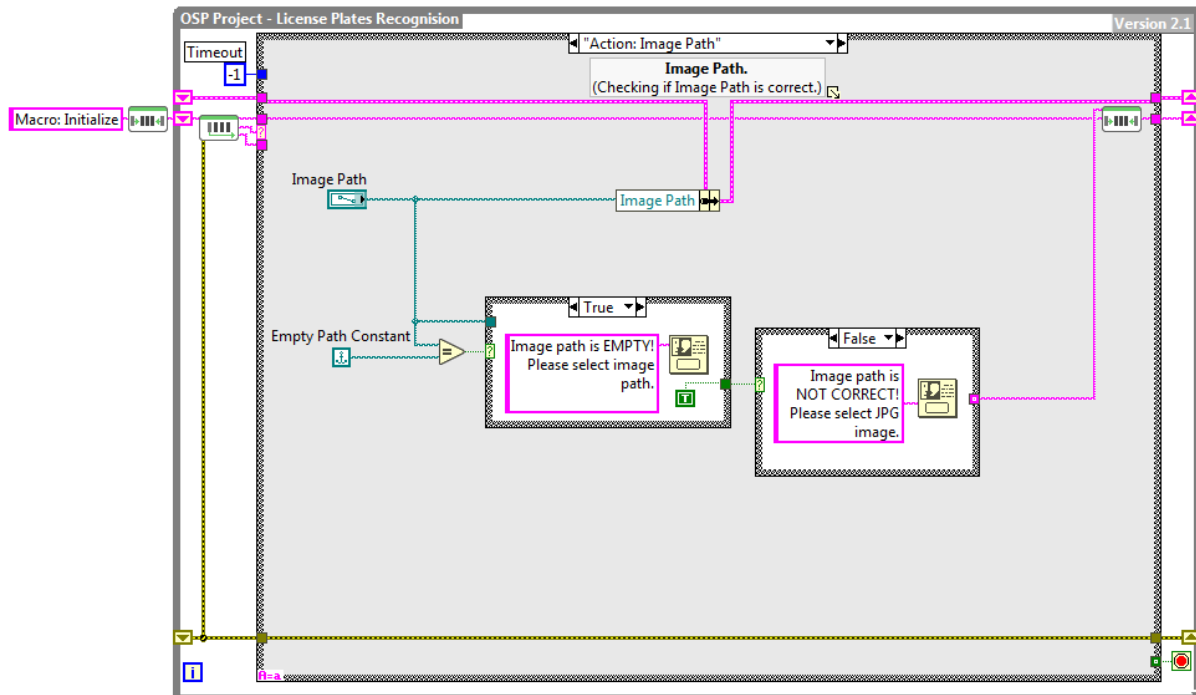 OSP Project - License Plates Recognision
Version 2.1
Timeout
-1
"Action: Image Path"
Image Path.
(Checking if Image Path is correct.)
Macro: Initialize
?
Image Path
Image Path
Empty Path Constant
=
?
True
Image path is EMPTY!
Please select image
path.
T
?
False
Image path is
NOT CORRECT!
Please select JPG
image.
i
A=a